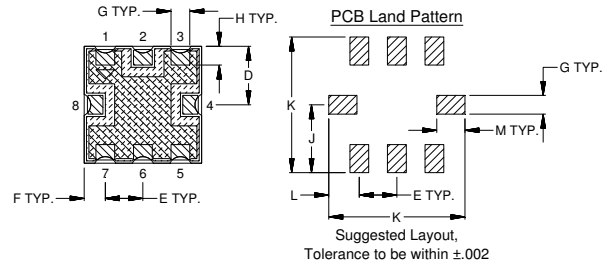 G TYP.
H TYP.
1 2 3
D
8
4
7 6 5
F TYP.
E TYP.
PCB Land Pattern
G TYP.
K
J
M TYP.
L
E TYP.
K
Suggested Layout,
Tolerance to be within ±.002